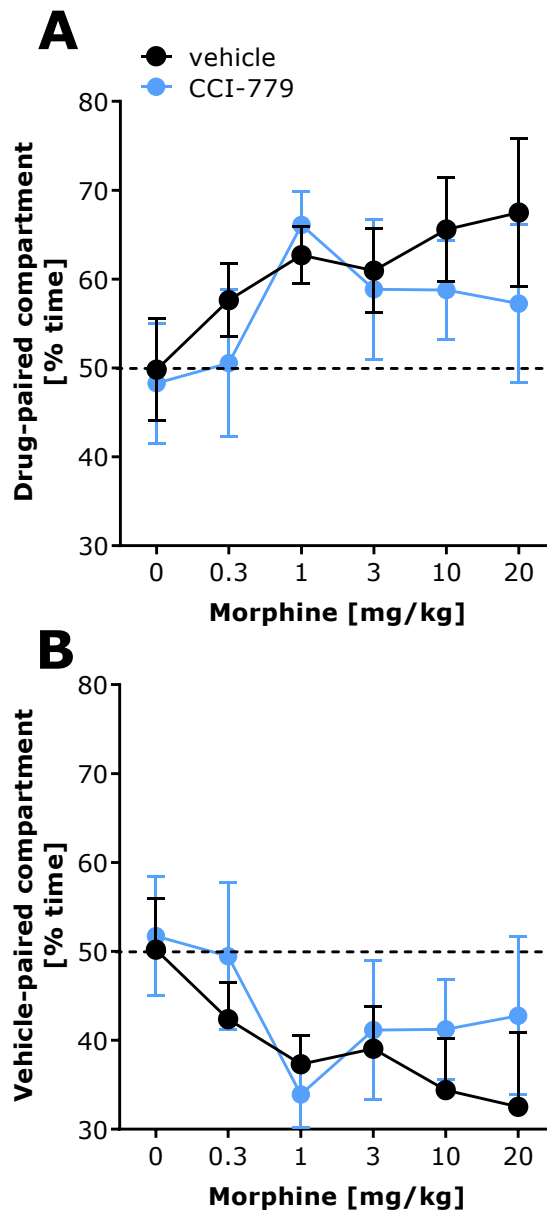 A
vehicle
CCI-779
Drug-paired compartment
[% time]
80
70
60
50
40
30
0 0.3 1 3 10 20
Morphine [mg/kg]
B
Vehicle-paired compartment
[% time]
80
70
60
50
40
30
0 0.3 1 3 10 20
Morphine [mg/kg]